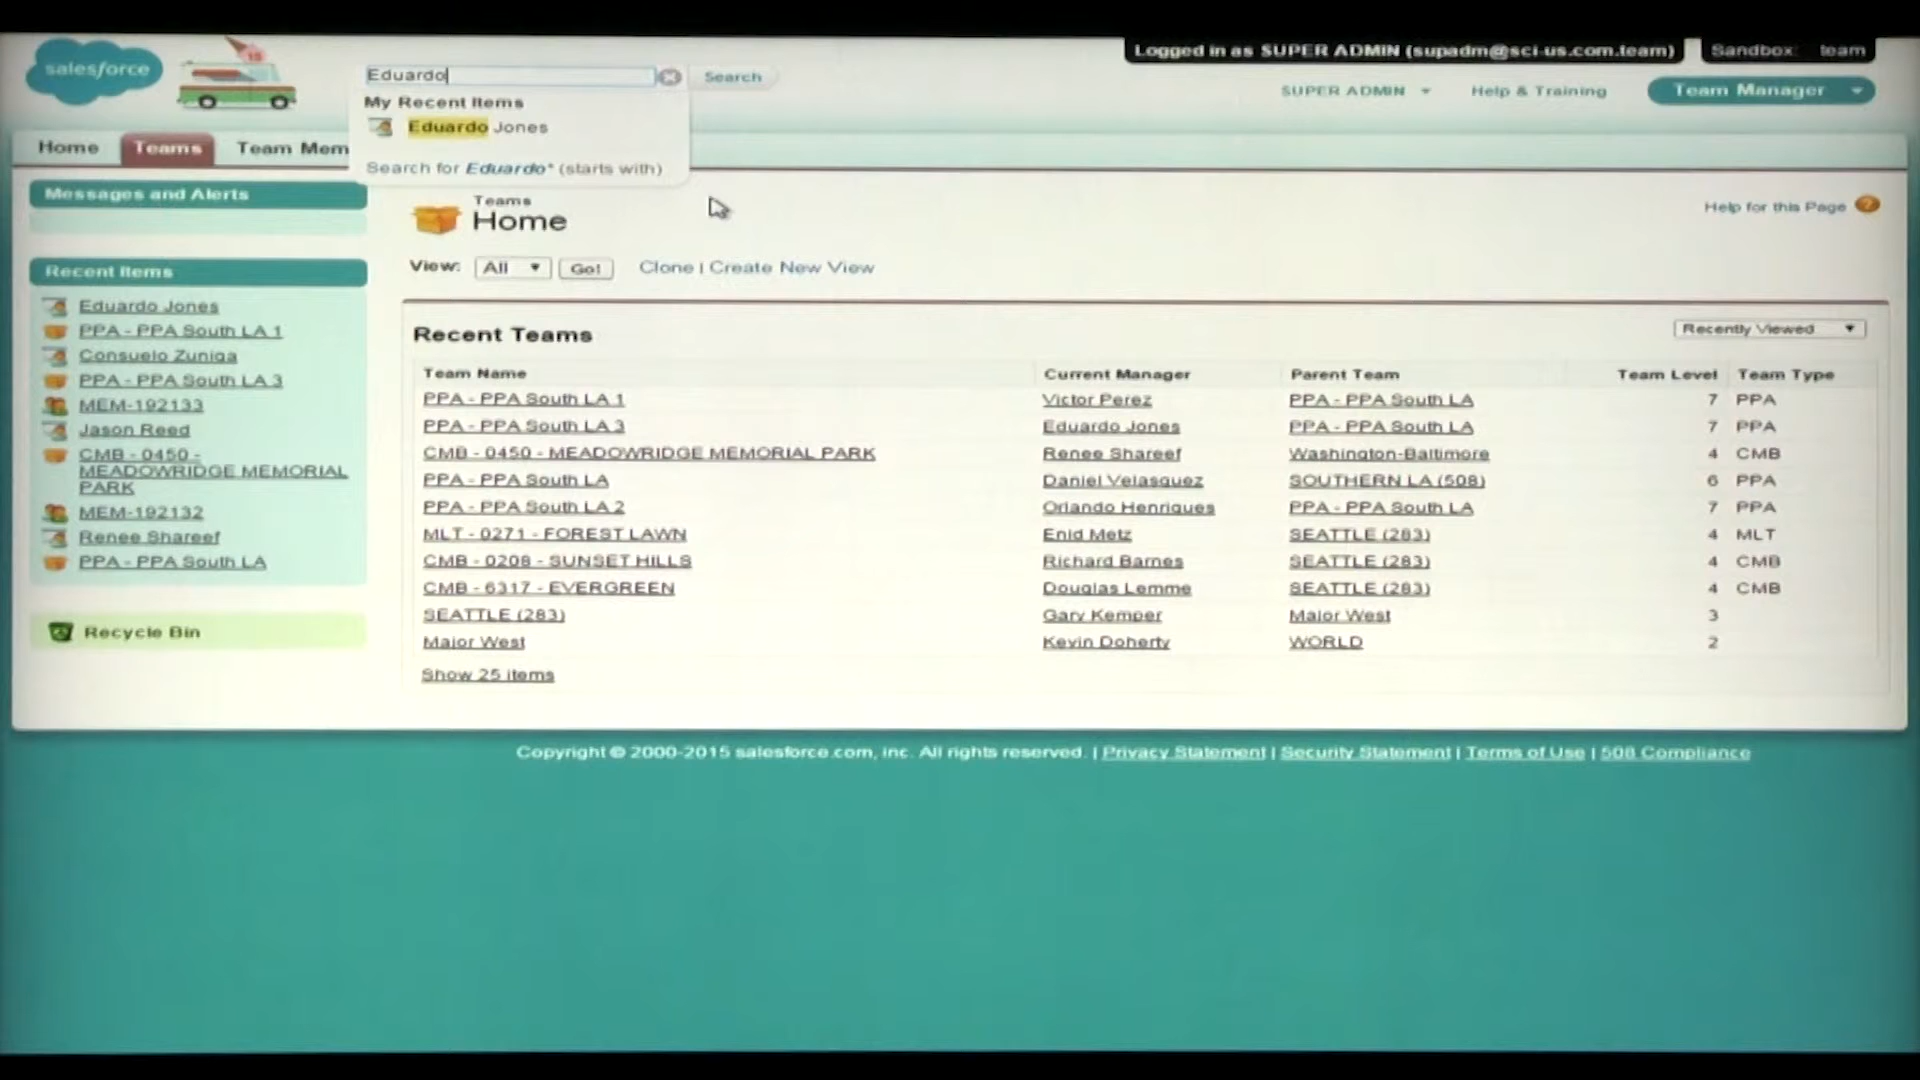 Logged in as SUPER ADMIN (supadm@sci-us.com.team)
Sandbox: team
salesforce
15
Eduardo
Search
SUPER ADMIN
Help & Training
Team Manager
My Recent Items
Eduardo Jones
Search for Eduardo* (starts with)
Home
Teams
Team Mem
Messages and Alerts
Recent Items
Eduardo Jones
PPA - PPA South LA 1
Consuelo Zuniga
PPA - PPA South LA 3
MEM-192133
Jason Reed
CMB - 0450 -
MEADOWRIDGE MEMORIAL
PARK
MEM-192132
Renee Shareef
PPA - PPA South LA
Recycle Bin
Teams
Home
Help for this Page
View: All Go! Clone | Create New View
Recent Teams
Recently Viewed
Team Name Current Manager Parent Team Team Level Team Type
PPA - PPA South LA 1 Victor Perez PPA - PPA South LA 7 PPA
PPA - PPA South LA 3 Eduardo Jones PPA - PPA South LA 7 PPA
CMB - 0450 - MEADOWRIDGE MEMORIAL PARK Renee Shareef Washington-Baltimore 4 CMB
PPA - PPA South LA Daniel Velasquez SOUTHERN LA (508) 6 PPA
PPA - PPA South LA 2 Orlando Henriques PPA - PPA South LA 7 PPA
MLT - 0271 - FOREST LAWN Enid Metz SEATTLE (283) 4 MLT
CMB - 0208 - SUNSET HILLS Richard Barnes SEATTLE (283) 4 CMB
CMB - 6317 - EVERGREEN Douglas Lemme SEATTLE (283) 4 CMB
SEATTLE (283) Gary Kemper Major West 3
Major West Kevin Doherty WORLD 2
Show 25 items
Copyright © 2000-2015 salesforce.com, inc. All rights reserved. | Privacy Statement | Security Statement | Terms of Use | 508 Compliance